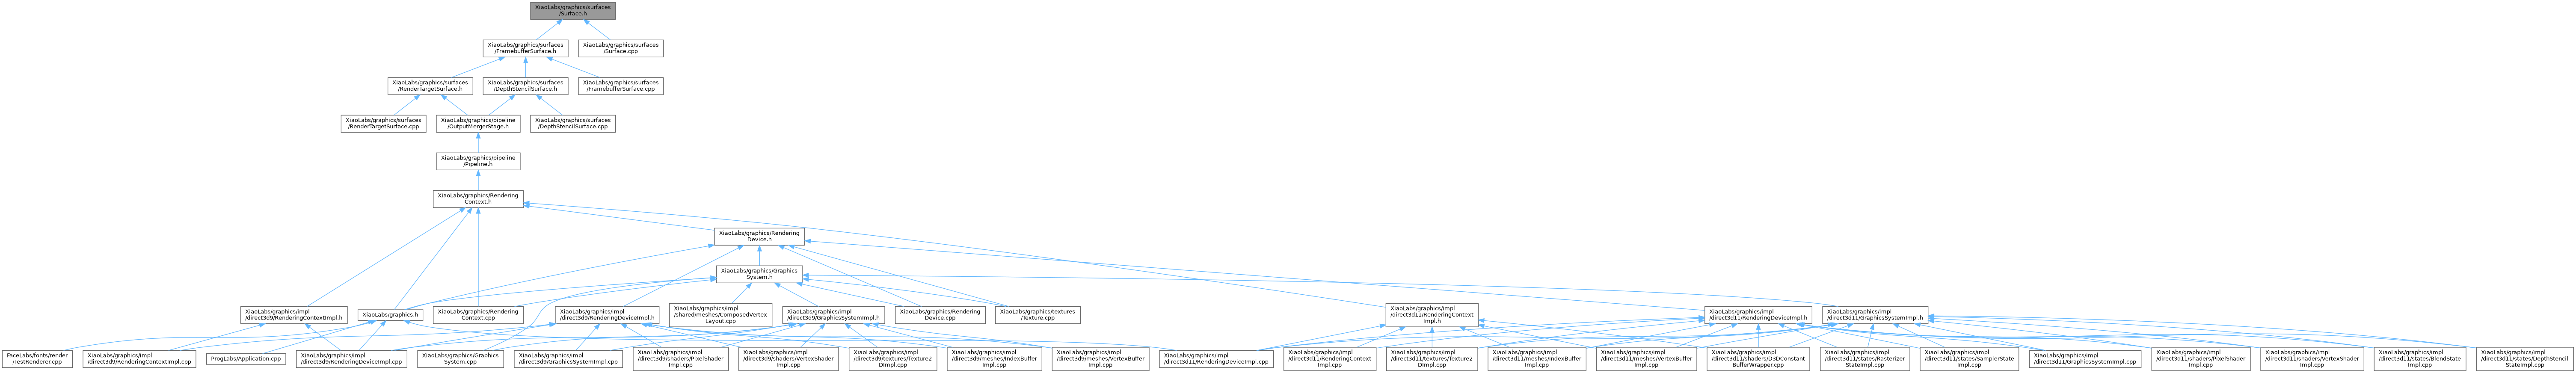 XiaoLabs/graphics/surfaces
/Surface.h
XiaoLabs/graphics/surfaces
/FramebufferSurface.h
XiaoLabs/graphics/surfaces
/Surface.cpp
XiaoLabs/graphics/surfaces
/RenderTargetSurface.h
XiaoLabs/graphics/surfaces
/DepthStencilSurface.h
XiaoLabs/graphics/surfaces
/FramebufferSurface.cpp
XiaoLabs/graphics/surfaces
/RenderTargetSurface.cpp
XiaoLabs/graphics/pipeline
/OutputMergerStage.h
XiaoLabs/graphics/surfaces
/DepthStencilSurface.cpp
XiaoLabs/graphics/pipeline
/Pipeline.h
XiaoLabs/graphics/Rendering
Context.h
XiaoLabs/graphics/Rendering
Device.h
XiaoLabs/graphics/Graphics
System.h
XiaoLabs/graphics/impl
/direct3d9/RenderingContextImpl.h
XiaoLabs/graphics.h
XiaoLabs/graphics/Rendering
Context.cpp
XiaoLabs/graphics/impl
/direct3d9/RenderingDeviceImpl.h
XiaoLabs/graphics/impl
/shared/meshes/ComposedVertex
Layout.cpp
XiaoLabs/graphics/impl
/direct3d9/GraphicsSystemImpl.h
XiaoLabs/graphics/Rendering
Device.cpp
XiaoLabs/graphics/textures
/Texture.cpp
XiaoLabs/graphics/impl
/direct3d11/RenderingContext
Impl.h
XiaoLabs/graphics/impl
/direct3d11/RenderingDeviceImpl.h
XiaoLabs/graphics/impl
/direct3d11/GraphicsSystemImpl.h
FaceLabs/fonts/render
/TestRenderer.cpp
XiaoLabs/graphics/impl
/direct3d9/RenderingContextImpl.cpp
ProgLabs/Application.cpp
XiaoLabs/graphics/impl
/direct3d9/RenderingDeviceImpl.cpp
XiaoLabs/graphics/Graphics
System.cpp
XiaoLabs/graphics/impl
/direct3d9/GraphicsSystemImpl.cpp
XiaoLabs/graphics/impl
/direct3d9/shaders/PixelShader
Impl.cpp
XiaoLabs/graphics/impl
/direct3d9/shaders/VertexShader
Impl.cpp
XiaoLabs/graphics/impl
/direct3d9/textures/Texture2
DImpl.cpp
XiaoLabs/graphics/impl
/direct3d9/meshes/IndexBuffer
Impl.cpp
XiaoLabs/graphics/impl
/direct3d9/meshes/VertexBuffer
Impl.cpp
XiaoLabs/graphics/impl
/direct3d11/RenderingDeviceImpl.cpp
XiaoLabs/graphics/impl
/direct3d11/RenderingContext
Impl.cpp
XiaoLabs/graphics/impl
/direct3d11/textures/Texture2
DImpl.cpp
XiaoLabs/graphics/impl
/direct3d11/meshes/IndexBuffer
Impl.cpp
XiaoLabs/graphics/impl
/direct3d11/meshes/VertexBuffer
Impl.cpp
XiaoLabs/graphics/impl
/direct3d11/shaders/D3DConstant
BufferWrapper.cpp
XiaoLabs/graphics/impl
/direct3d11/states/Rasterizer
StateImpl.cpp
XiaoLabs/graphics/impl
/direct3d11/states/SamplerState
Impl.cpp
XiaoLabs/graphics/impl
/direct3d11/GraphicsSystemImpl.cpp
XiaoLabs/graphics/impl
/direct3d11/shaders/PixelShader
Impl.cpp
XiaoLabs/graphics/impl
/direct3d11/shaders/VertexShader
Impl.cpp
XiaoLabs/graphics/impl
/direct3d11/states/BlendState
Impl.cpp
XiaoLabs/graphics/impl
/direct3d11/states/DepthStencil
StateImpl.cpp